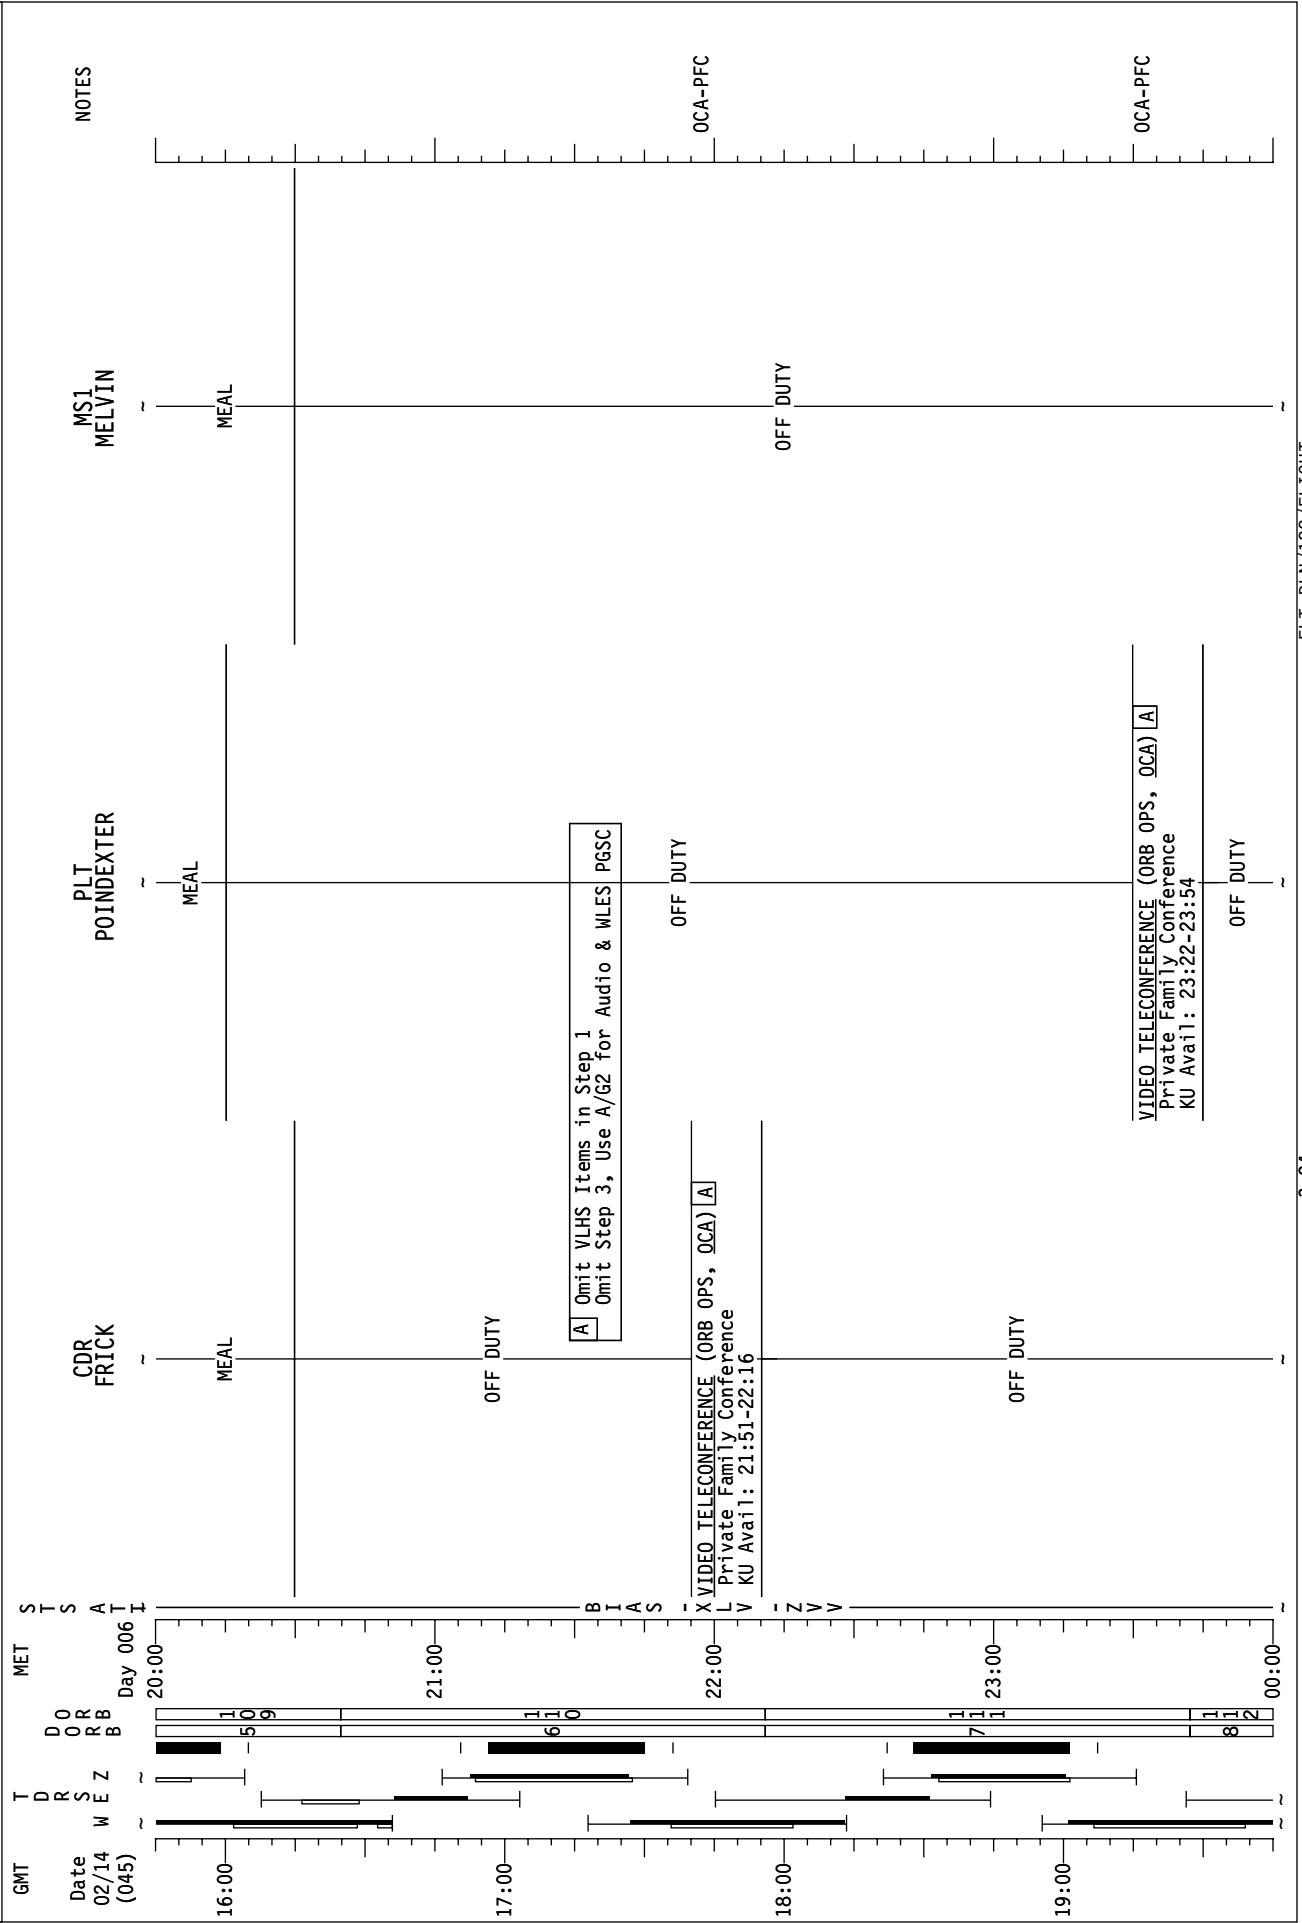 GMT
Date
02/14
(045)
16:00
17:00
18:00
19:00
T
D
R
S
W E Z
D
O
R
B
5
6
7
8
O
R
B
109
110
111
112
MET
Day 006
20:00
21:00
22:00
23:00
00:00
S
T
S
A
T
T
I
BIAS -XLV -ZVV
CDR
FRICK
MEAL
OFF DUTY
VIDEO TELECONFERENCE (ORB OPS, OCA) A
Private Family Conference
KU Avail: 21:51-22:16
OFF DUTY
A Omit VLHS Items in Step 1
Omit Step 3, Use A/G2 for Audio & WLES PGSC
PLT
POINDEXTER
MEAL
OFF DUTY
VIDEO TELECONFERENCE (ORB OPS, OCA) A
Private Family Conference
KU Avail: 23:22-23:54
OFF DUTY
MS1
MELVIN
MEAL
OFF DUTY
NOTES
OCA-PFC
OCA-PFC